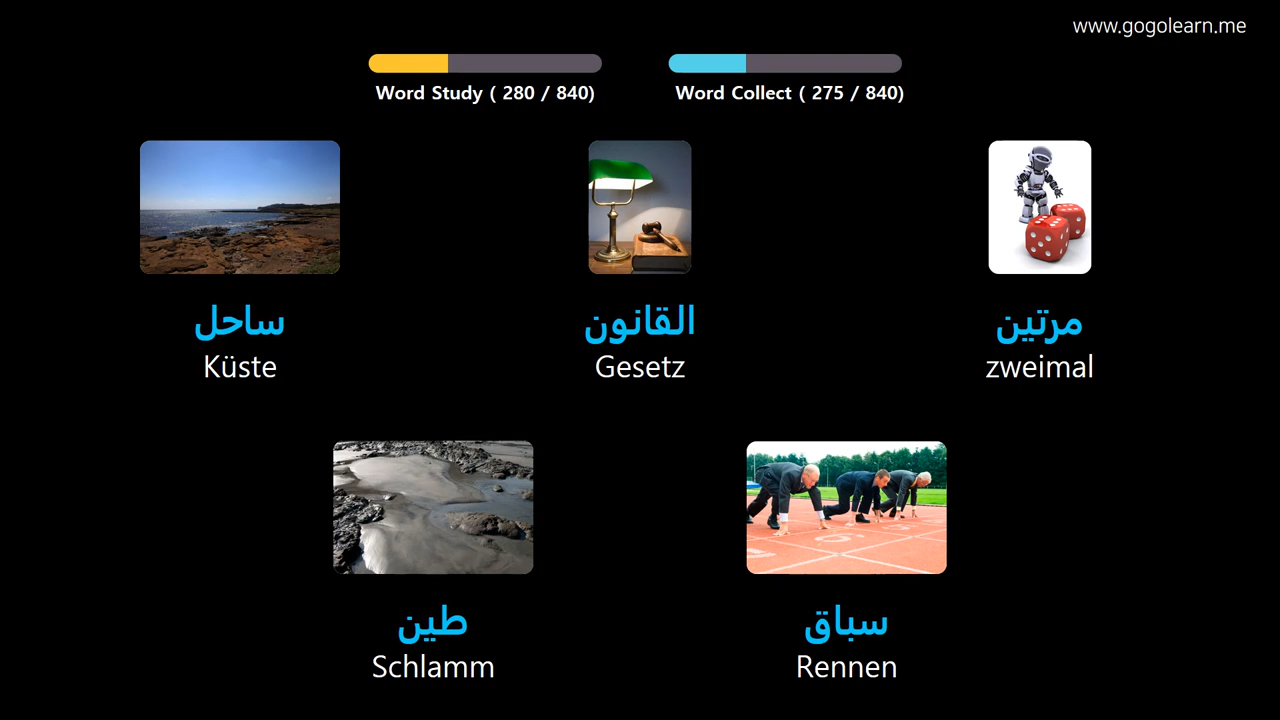 www.gogolearn.me
Word Study ( 280 / 840)
Word Collect ( 275 / 840)
ساحل
Küste
القانون
Gesetz
مرتين
zweimal
طين
Schlamm
سباق
Rennen